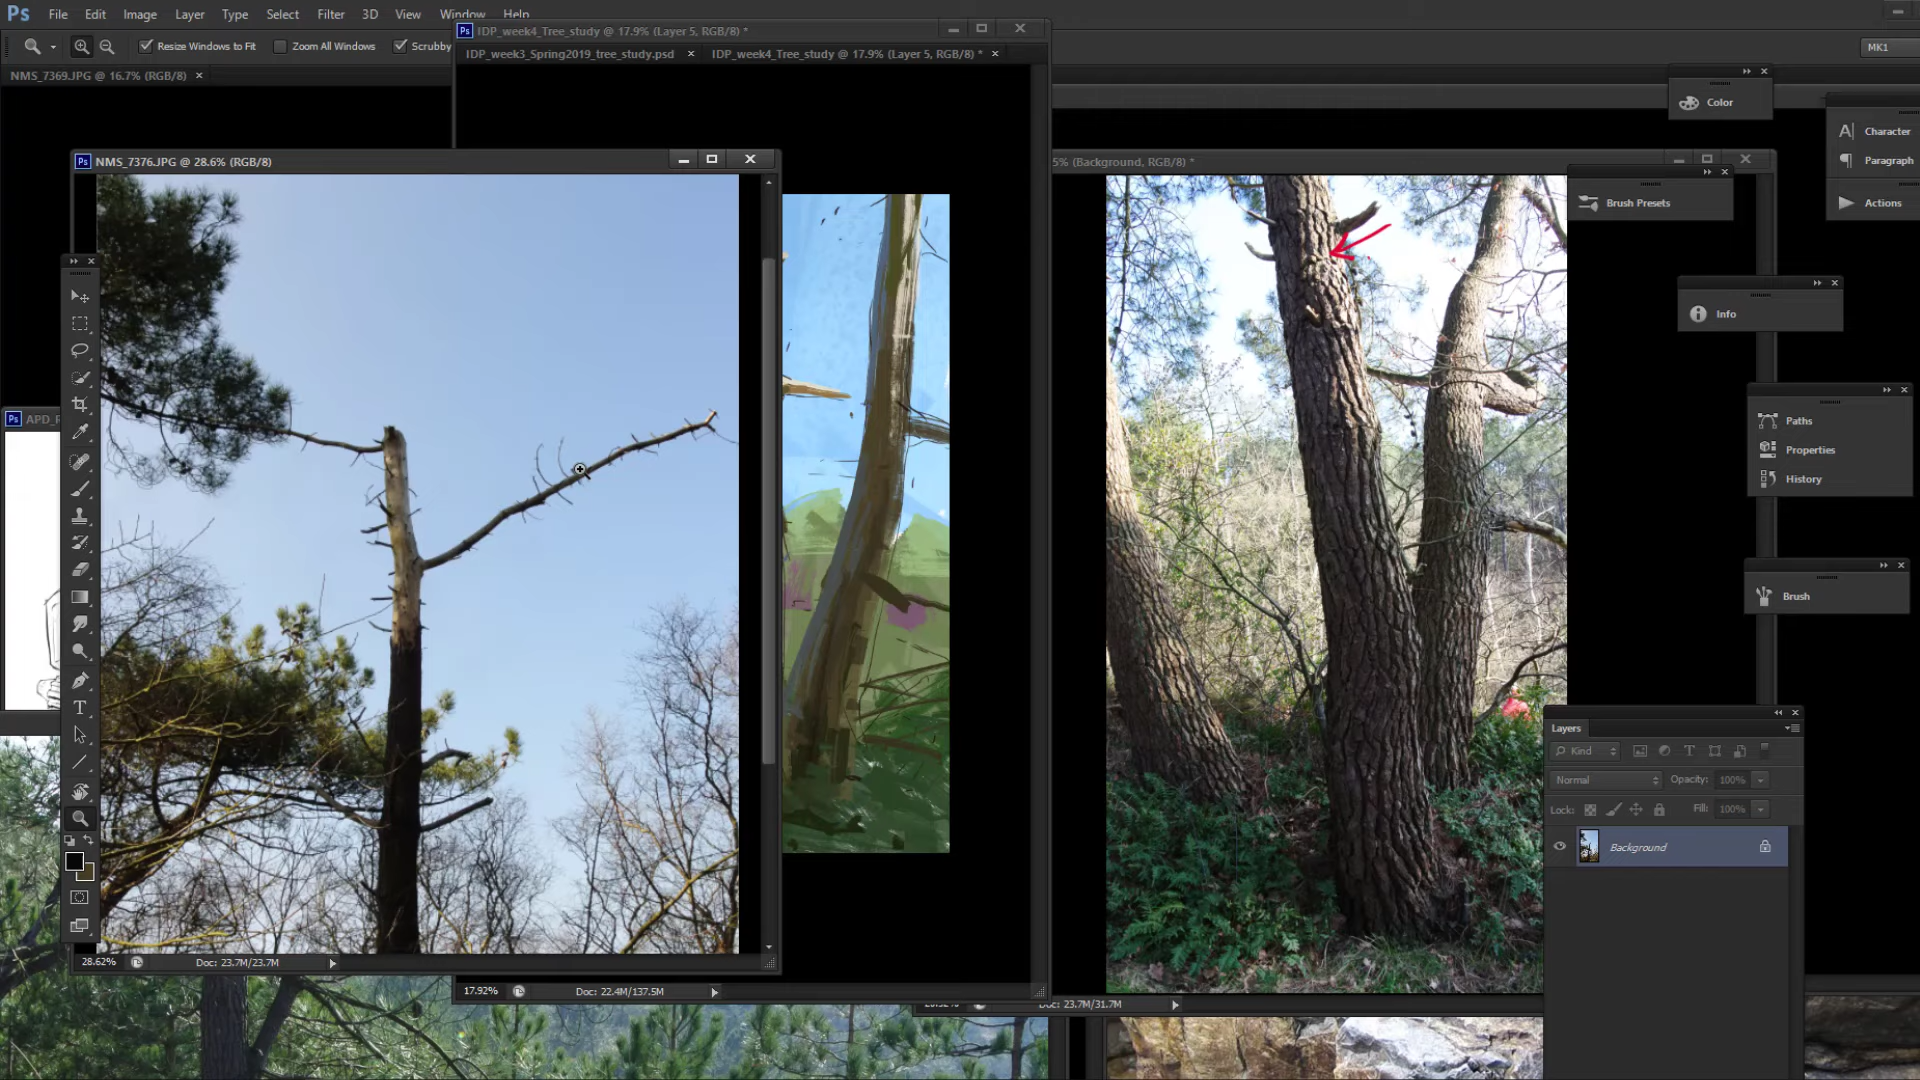 Ps File Edit Image Layer Type Select Filter 3D View Window Help
Resize Windows to Fit Zoom All Windows Scrubby
MK1
IDP_week4_Tree_study @ 17.9% (Layer 5, RGB/8) *
IDP_week3_Spring2019_tree_study.psd × IDP_week4_Tree_study @ 17.9% (Layer 5, RGB/8) * ×
NMS_7369.JPG @ 16.7% (RGB/8) ×
Color
Character
Paragraph
Actions
Ps NMS_7376.JPG @ 28.6% (RGB/8)
5% (Background, RGB/8) *
Brush Presets
Info
Ps APD_R
Paths
Properties
History
Brush
Layers
Kind
Normal Opacity: 100%
Lock: Fill: 100%
Background
28.62% Doc: 23.7M/23.7M
17.92% Doc: 22.4M/137.5M
Doc: 23.7M/31.7M